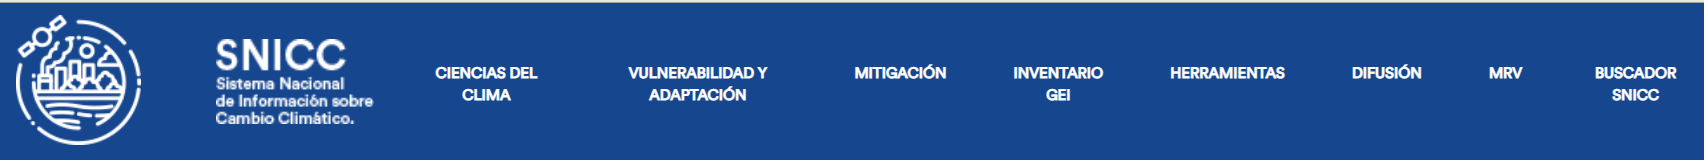 SNICC
Sistema Nacional
de Información sobre
Cambio Climático.
CIENCIAS DEL
CLIMA
VULNERABILIDAD Y
ADAPTACIÓN
MITIGACIÓN
INVENTARIO
GEI
HERRAMIENTAS
DIFUSIÓN
MRV
BUSCADOR
SNICC